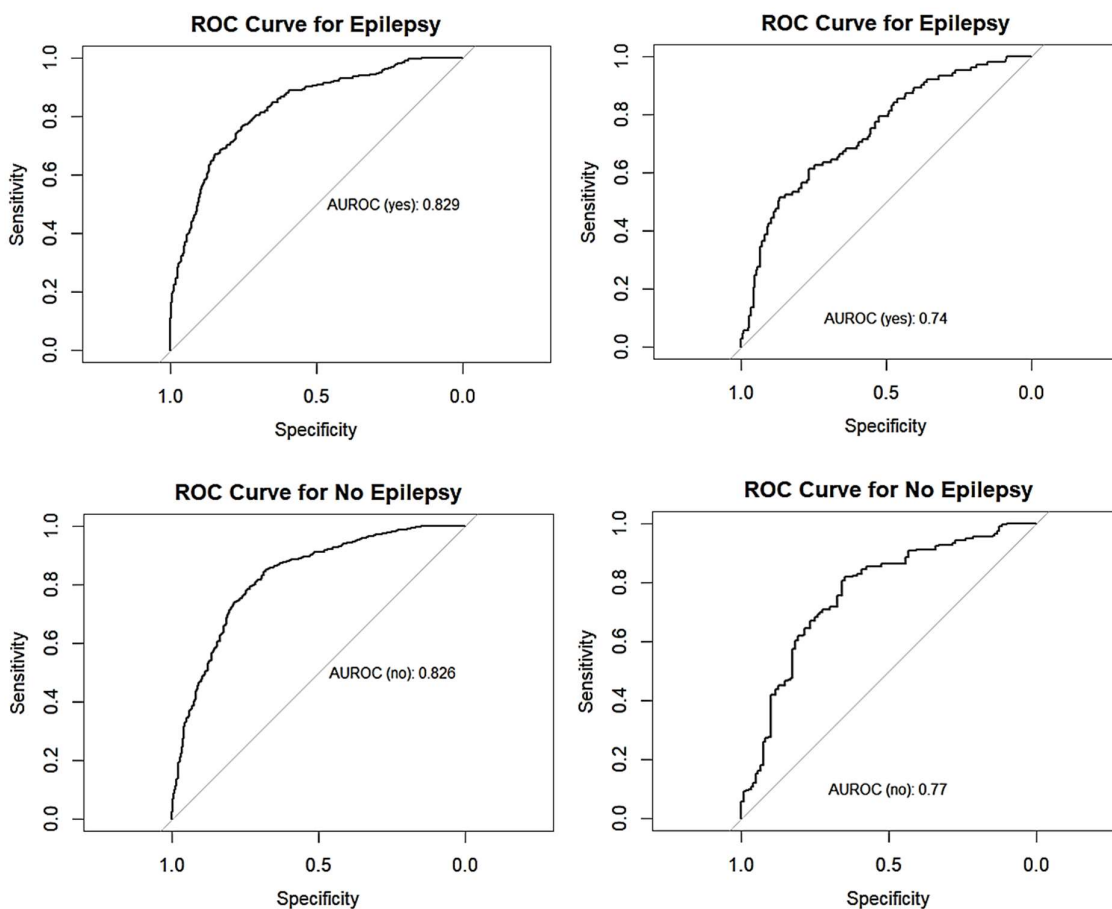 ROC Curve for Epilepsy
Sensitivity
1.0
0.8
0.6
0.4
0.2
0.0
AUROC (yes): 0.829
1.0 0.5 0.0
Specificity
ROC Curve for Epilepsy
Sensitivity
1.0
0.8
0.6
0.4
0.2
0.0
AUROC (yes): 0.74
1.0 0.5 0.0
Specificity
ROC Curve for No Epilepsy
Sensitivity
1.0
0.8
0.6
0.4
0.2
0.0
AUROC (no): 0.826
1.0 0.5 0.0
Specificity
ROC Curve for No Epilepsy
Sensitivity
1.0
0.8
0.6
0.4
0.2
0.0
AUROC (no): 0.77
1.0 0.5 0.0
Specificity